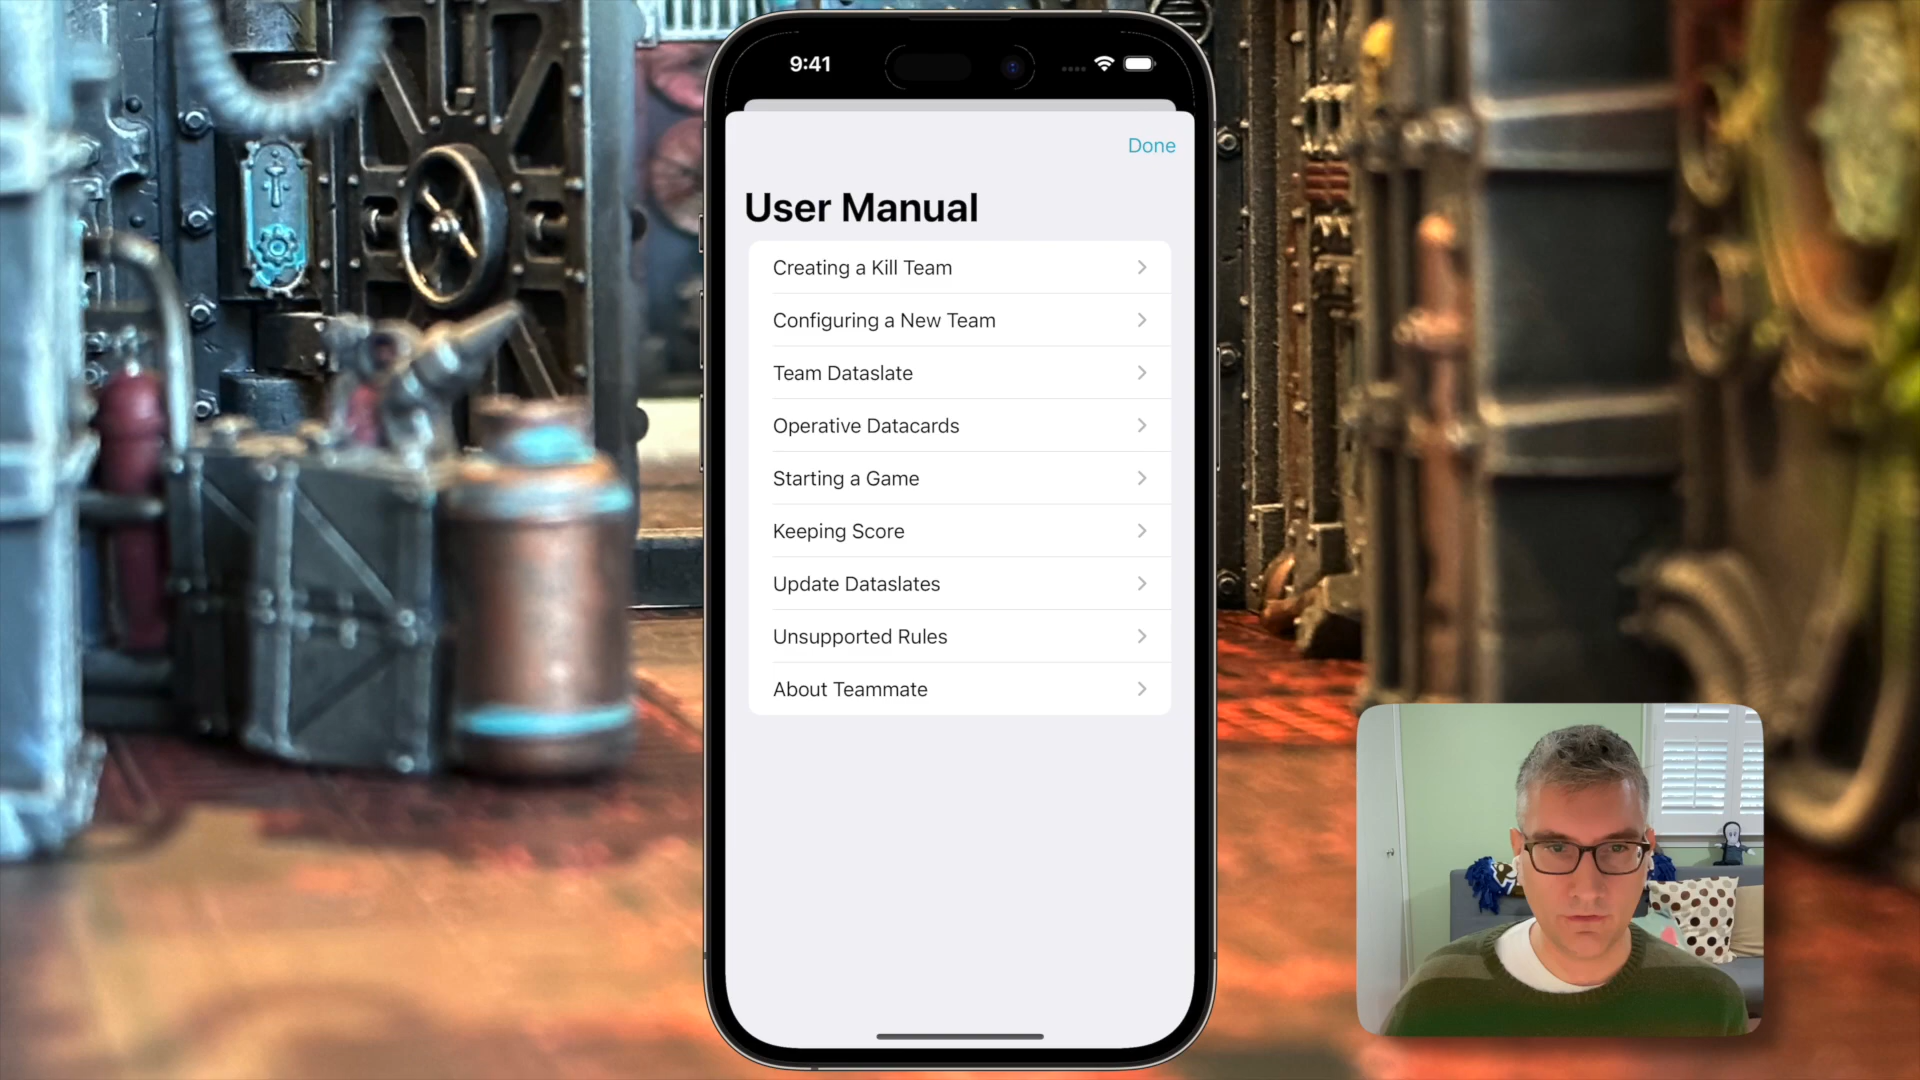 9:41
Done
User Manual
Creating a Kill Team
Configuring a New Team
Team Dataslate
Operative Datacards
Starting a Game
Keeping Score
Update Dataslates
Unsupported Rules
About Teammate